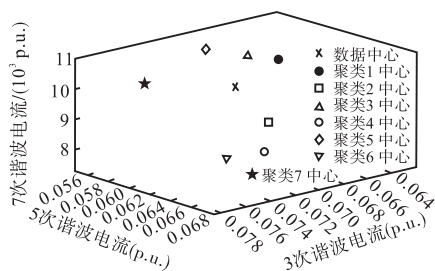 7次谐波电流/(10³ p.u.)
11
10
9
8
数据中心
聚类1 中心
聚类2 中心
聚类3 中心
聚类4 中心
聚类5 中心
聚类6 中心
聚类7 中心
0.056
0.058
0.060
0.062
0.064
0.066
0.068
5次谐波电流(p.u.)
0.078
0.076
0.074
0.072
0.070
0.068
0.066
0.064
3次谐波电流(p.u.)